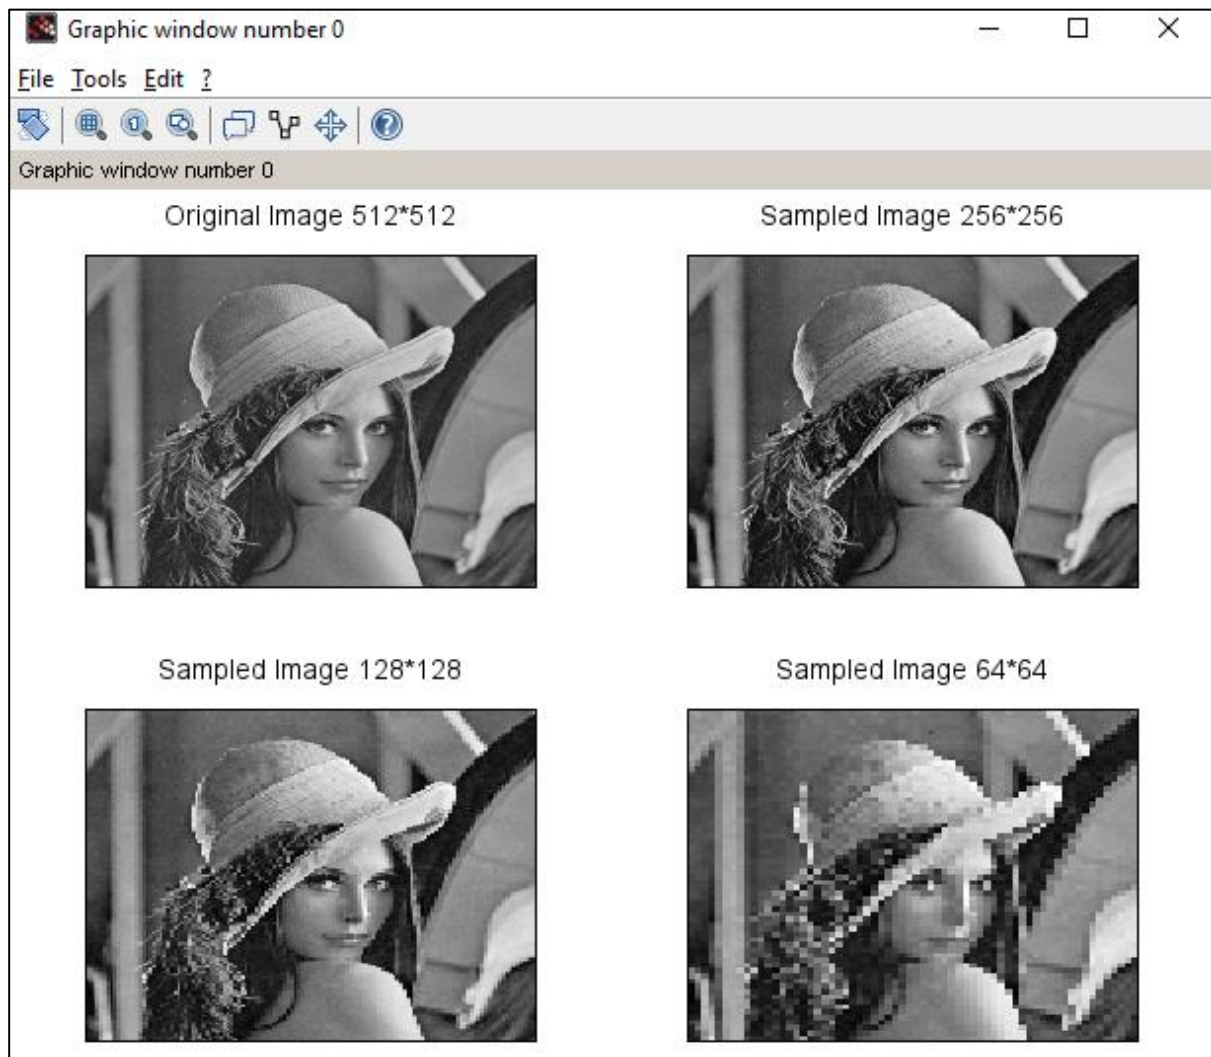 Graphic window number 0
File Tools Edit ?
Graphic window number 0
Original Image 512*512
Sampled Image 256*256
Sampled Image 128*128
Sampled Image 64*64